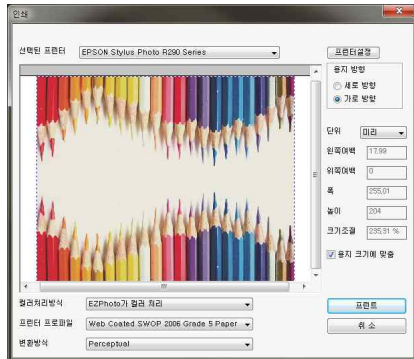 인쇄
선택된 프린터 EPSON Stylus Photo R290 Series 프린터설정
용지 방향
세로 방향
가로 방향
단위 미리
왼쪽여백 17,99
위쪽여백 0
폭 255,01
높이 204
크기조절 235,31 %
용지 크기에 맞춤
컬러처리방식 EZPhoto가 컬러 처리 프린트
프린터 프로파일 Web Coated SWOP 2006 Grade 5 Paper 취 소
변환방식 Perceptual